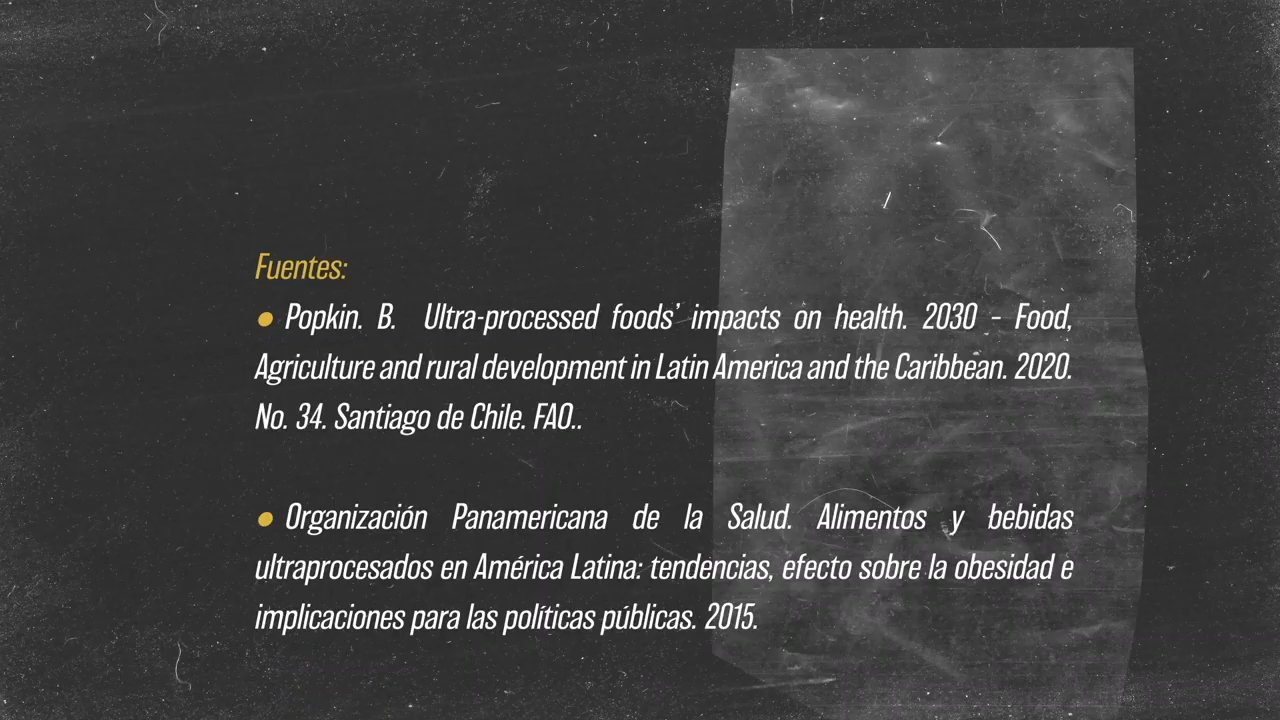 Fuentes:
● Popkin. B. Ultra-processed foods’ impacts on health. 2030 - Food,
Agriculture and rural development in Latin America and the Caribbean. 2020.
No. 34. Santiago de Chile. FAO..
● Organización Panamericana de la Salud. Alimentos y bebidas
ultraprocesados en América Latina: tendencias, efecto sobre la obesidad e
implicaciones para las políticas públicas. 2015.